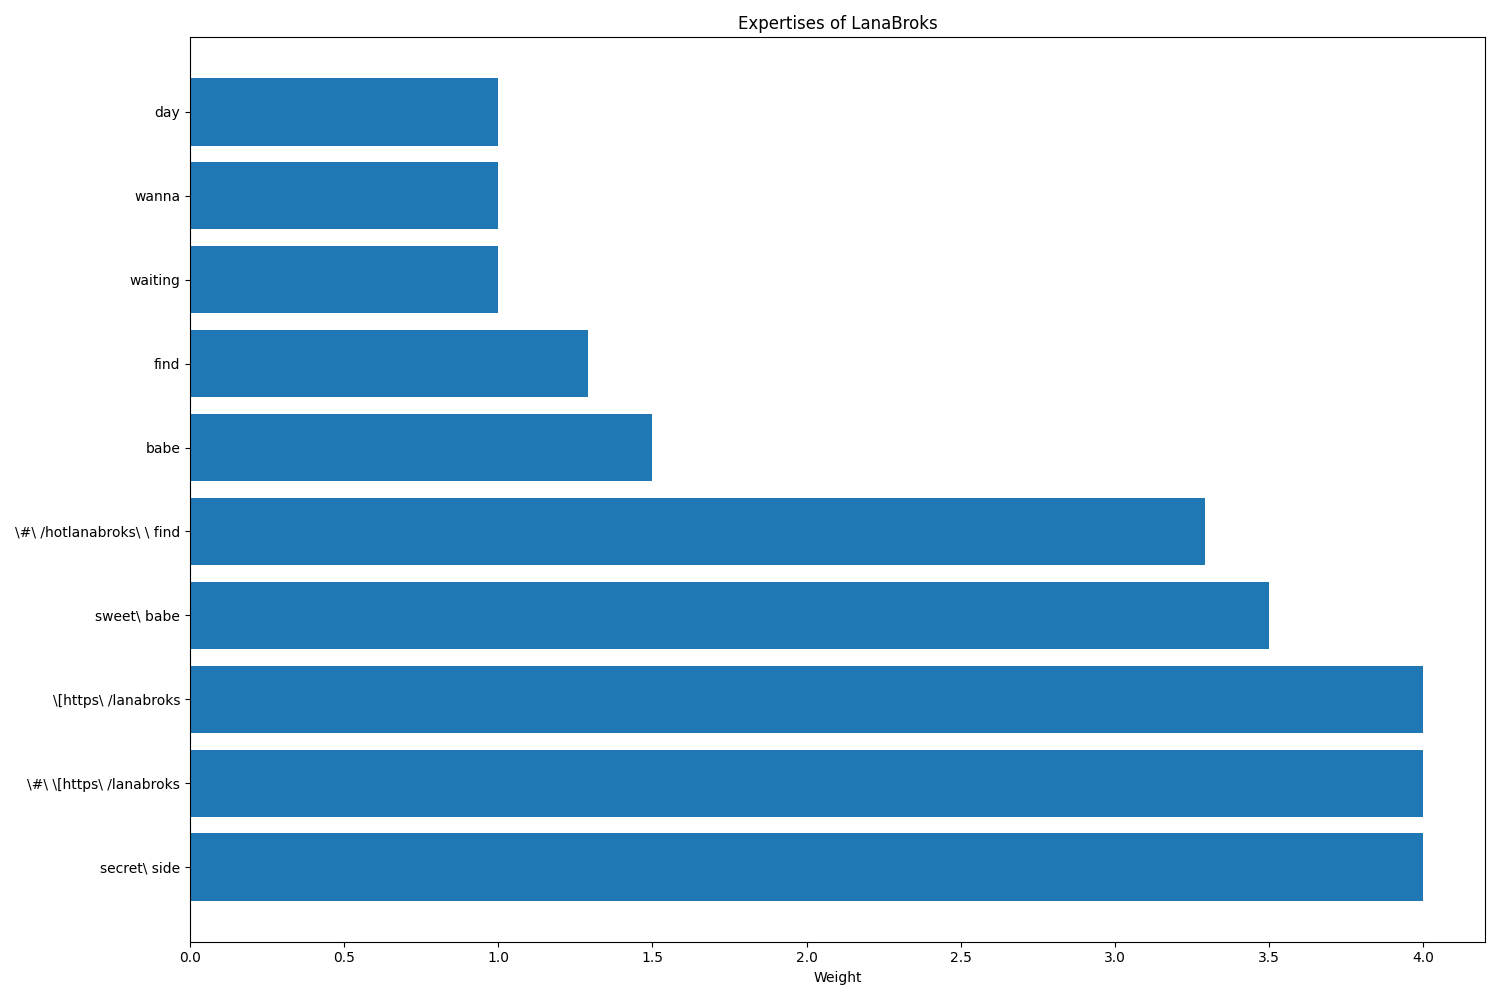 Expertises of LanaBroks
day
wanna
waiting
find
babe
\#\ /hotlanabroks\ \ find
sweet\ babe
\[https\ /lanabroks
\#\ \[https\ /lanabroks
secret\ side
0.0 0.5 1.0 1.5 2.0 2.5 3.0 3.5 4.0
Weight